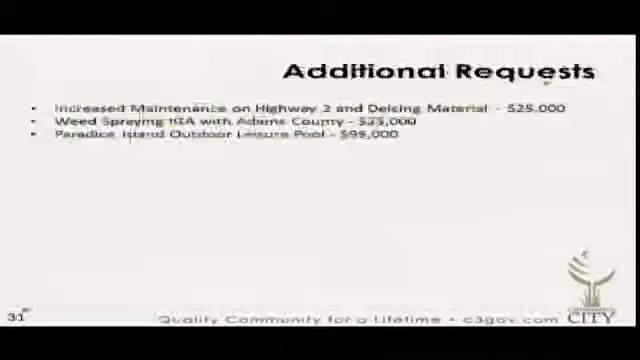 Additional Requests
• Increased Maintenance on Highway 2 and Deicing Material - $25,000
• Weed Spraying IGA with Adams County - $25,000
• Paradice Island Outdoor Leisure Pool - $99,000
31
Quality Community for a Lifetime • c3gov.com
CITY